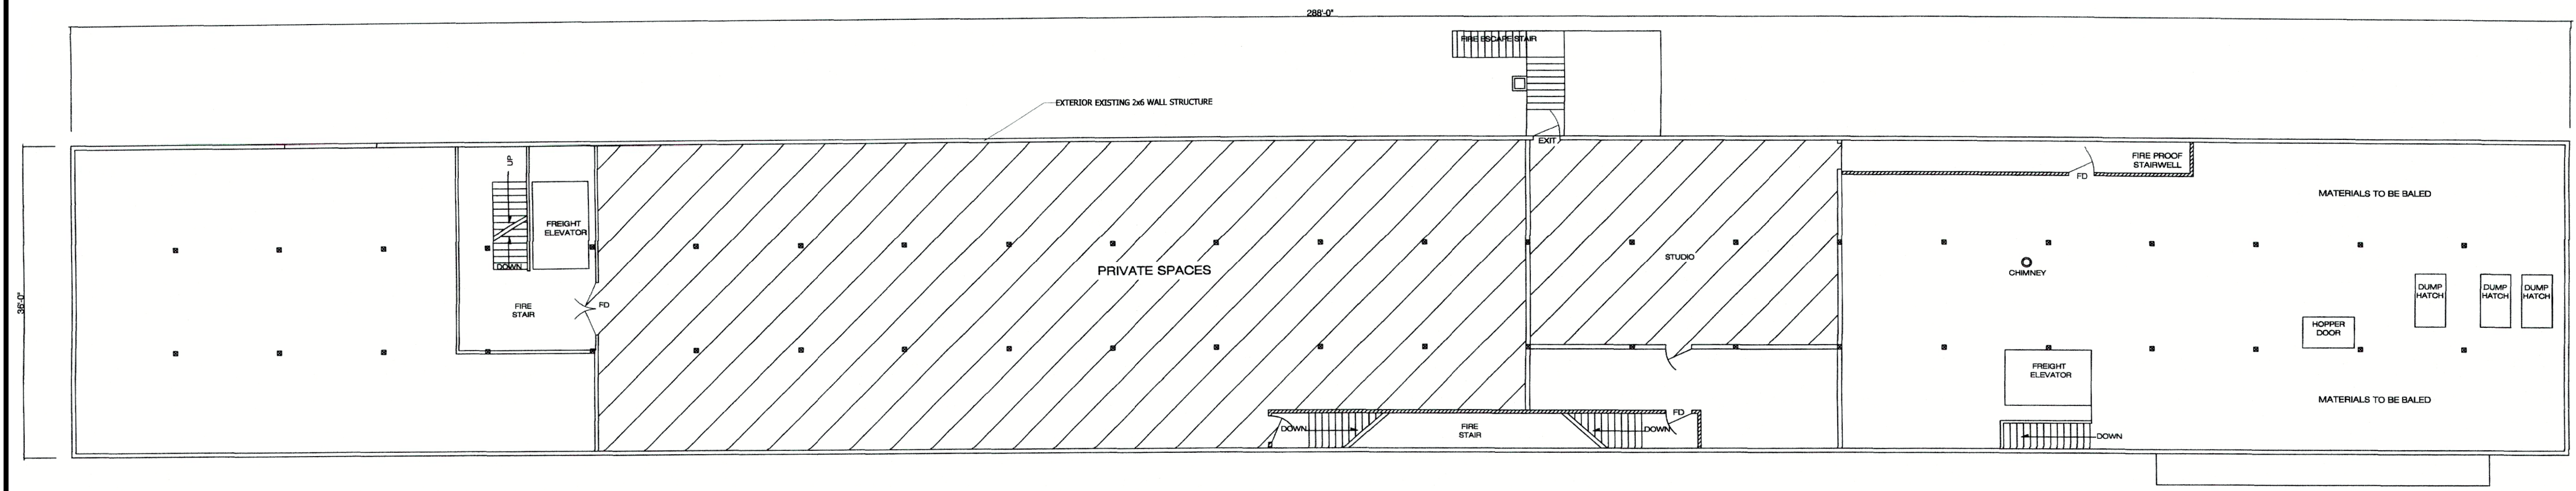 288'-0"
FIRE ESCAPE STAIR
EXTERIOR EXISTING 2x6 WALL STRUCTURE
EXIT
UP
FREIGHT
ELEVATOR
DOWN
FIRE
STAIR
FD
36'-0"
PRIVATE SPACES
STUDIO
FIRE PROOF
STAIRWELL
FD
MATERIALS TO BE BALED
CHIMNEY
DUMP
HATCH
DUMP
HATCH
DUMP
HATCH
HOPPER
DOOR
FREIGHT
ELEVATOR
MATERIALS TO BE BALED
DOWN
FIRE
STAIR
DOWN
FD
DOWN